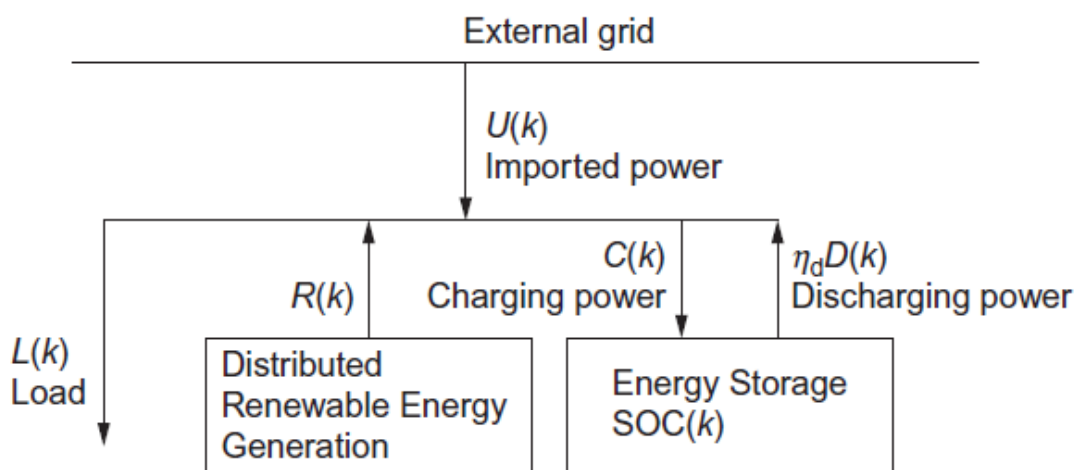 External grid
U(k)
Imported power
C(k)
Charging power
η_dD(k)
Discharging power
R(k)
L(k)
Load
Distributed
Renewable Energy
Generation
Energy Storage
SOC(k)